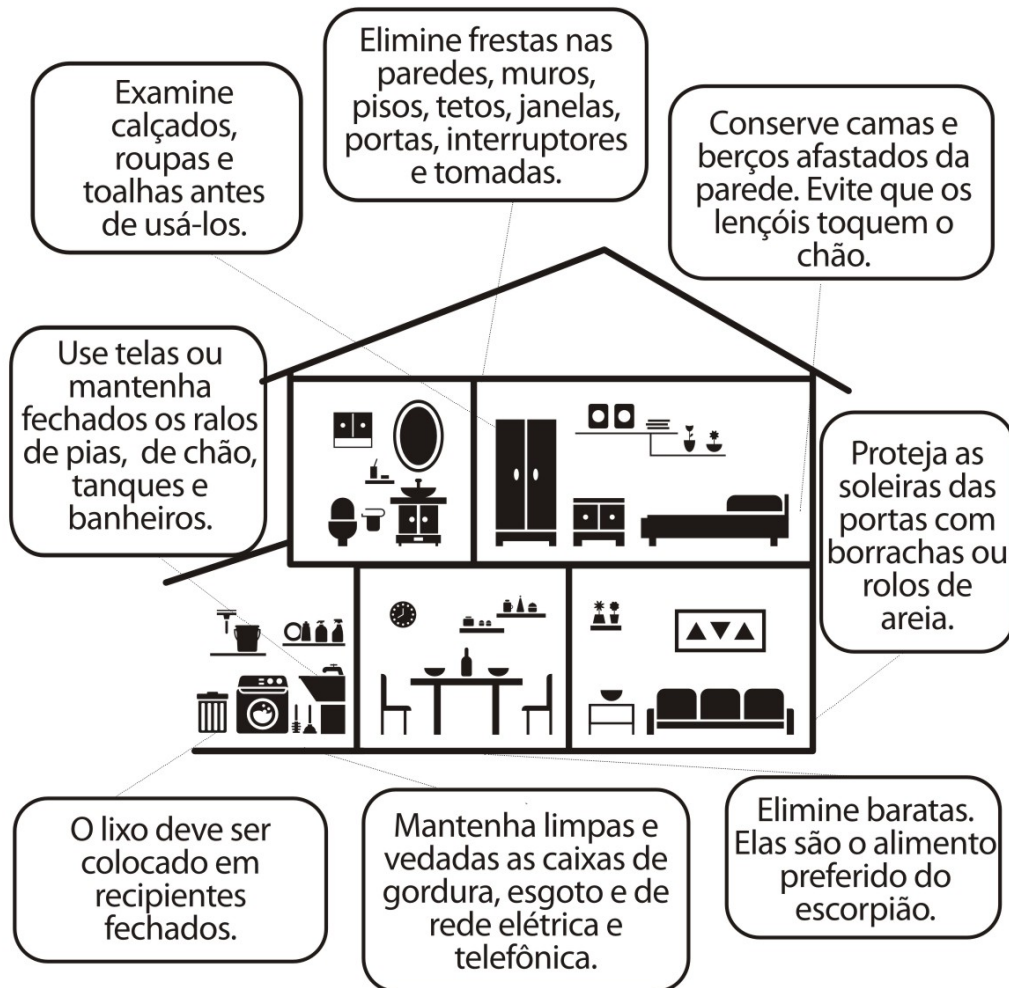 Examine
calçados,
roupas e
toalhas antes
de usá-los.
Elimine frestas nas
paredes, muros,
pisos, tetos, janelas,
portas, interruptores
e tomadas.
Conserve camas e
berços afastados da
parede. Evite que os
lençóis toquem o
chão.
Use telas ou
mantenha
fechados os ralos
de pias, de chão,
tanques e
banheiros.
Proteja as
soleiras das
portas com
borrachas ou
rolos de
areia.
O lixo deve ser
colocado em
recipientes
fechados.
Mantenha limpas e
vedadas as caixas de
gordura, esgoto e de
rede elétrica e
telefônica.
Elimine baratas.
Elas são o alimento
preferido do
escorpião.